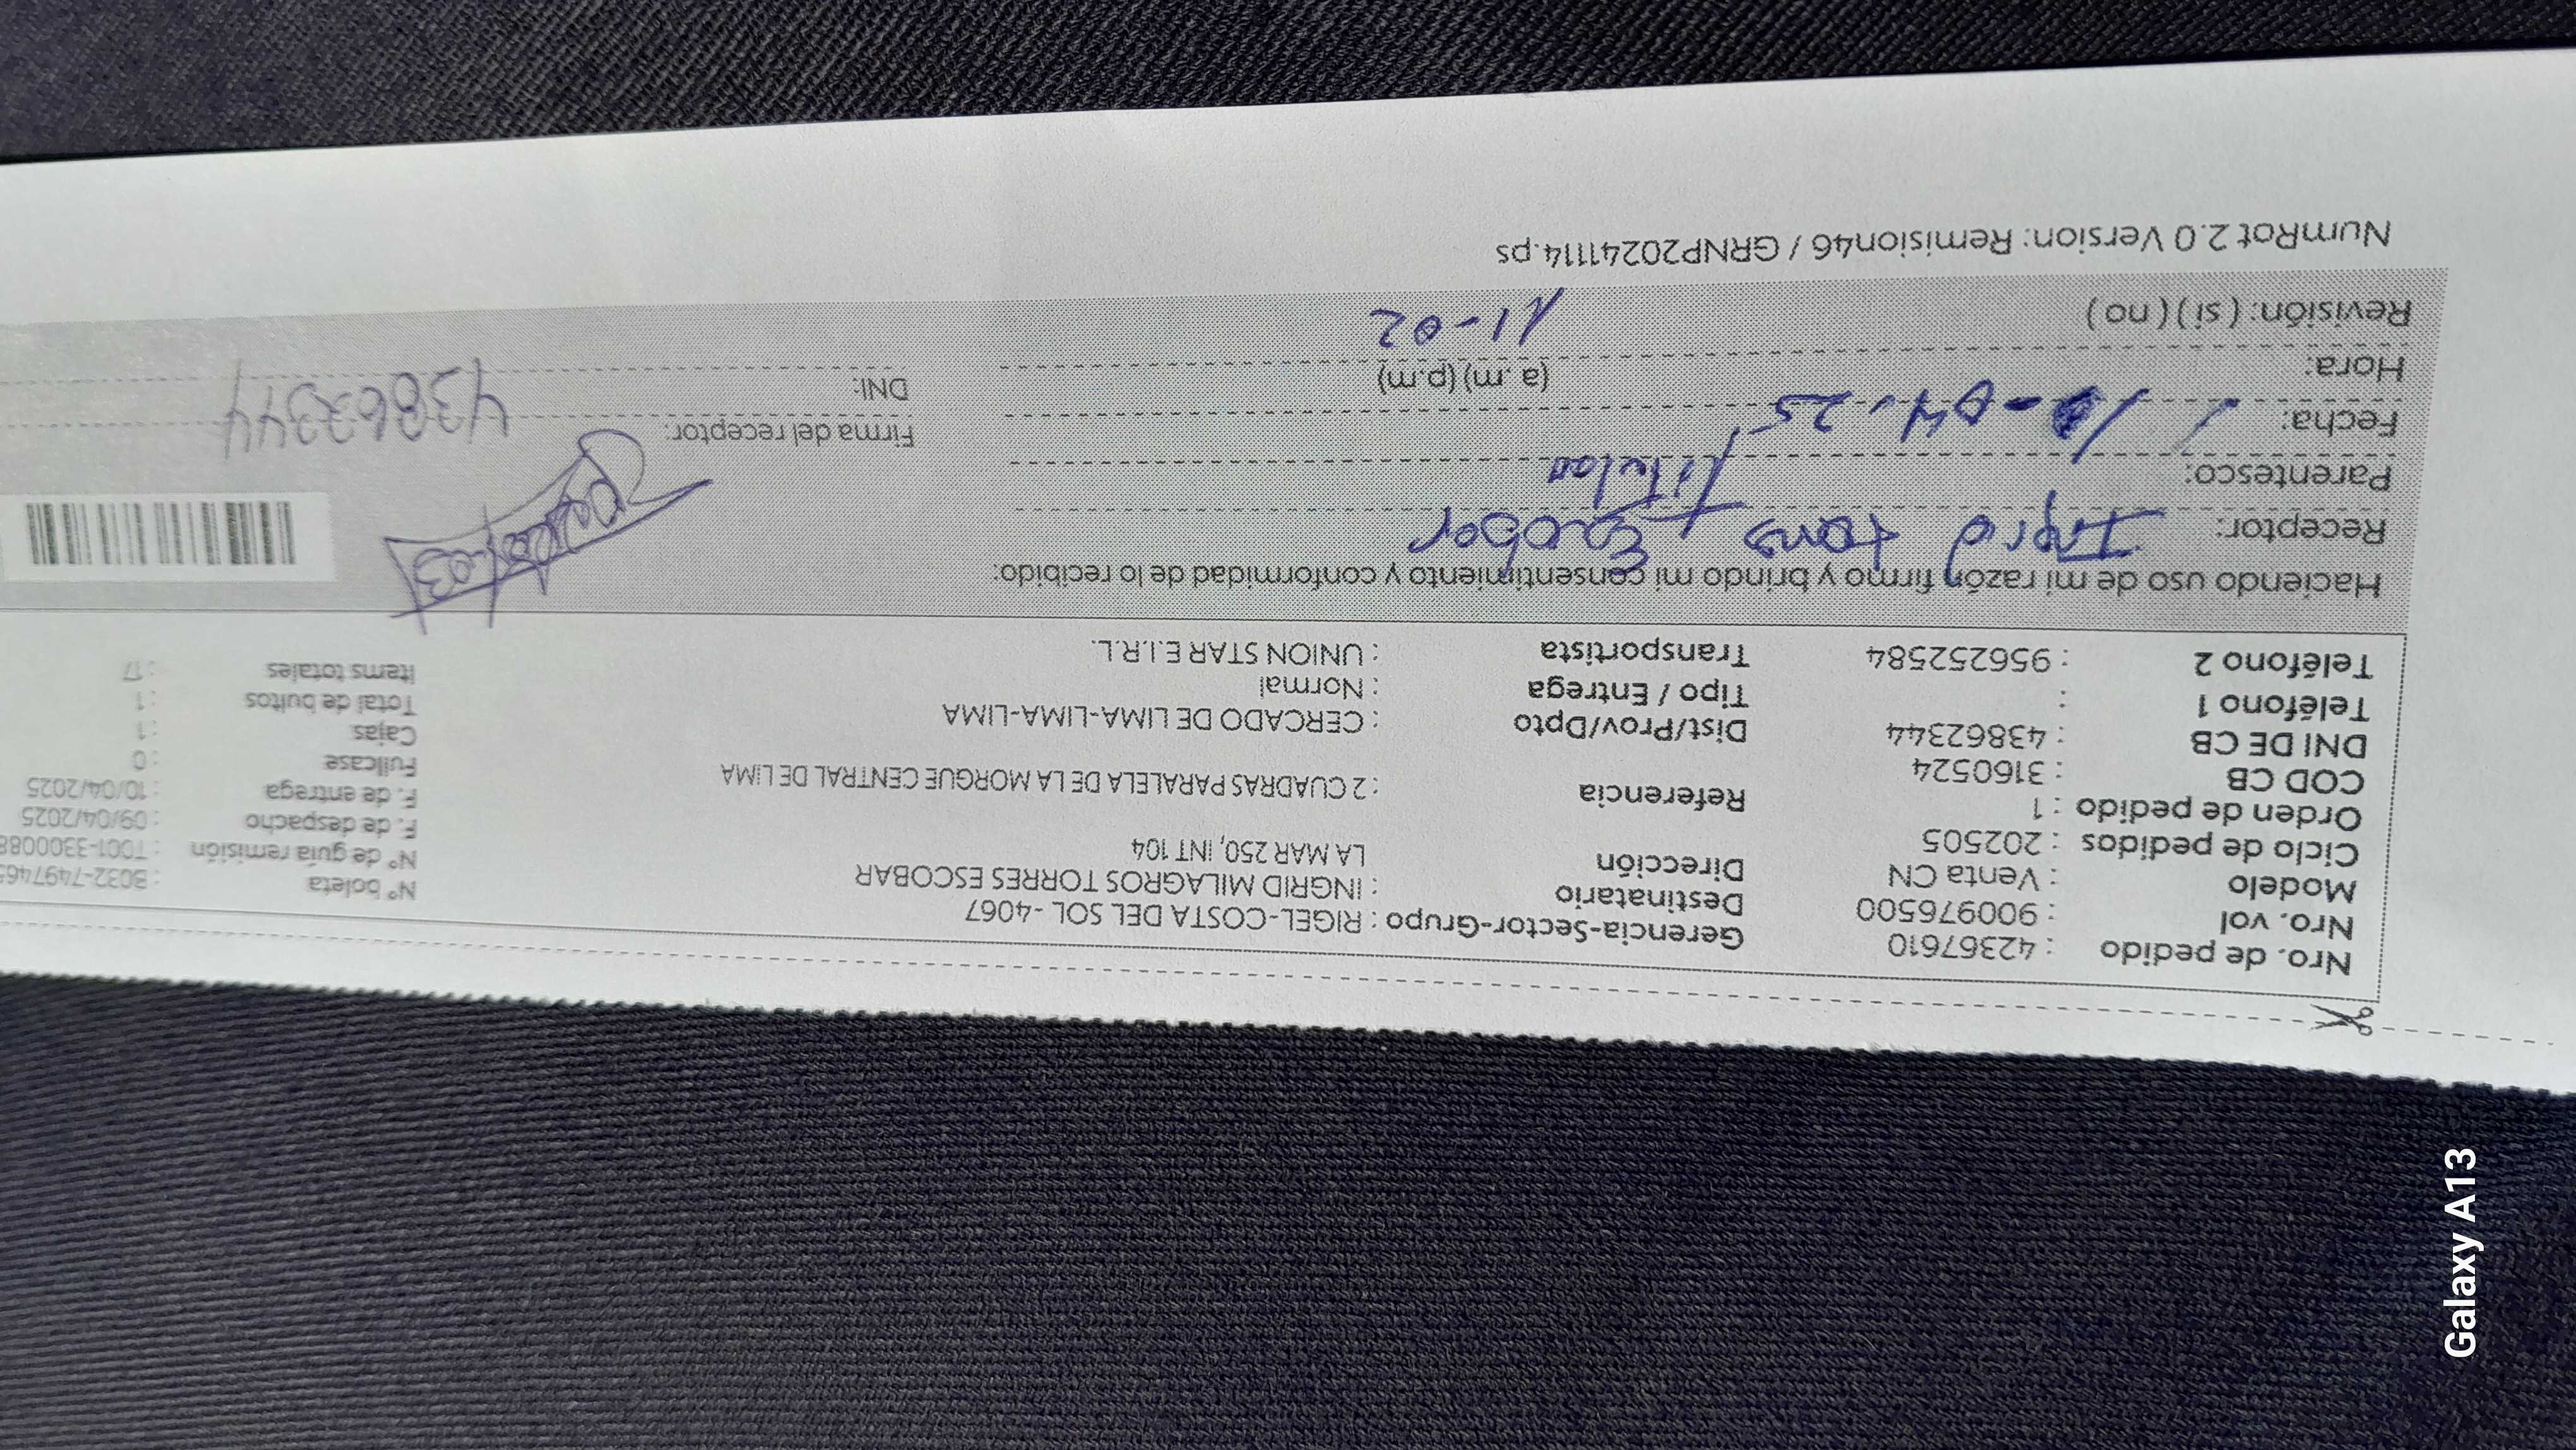 Nro. de pedido : 42367610
Nro. vol : 900976500
Modelo : Venta CN
Ciclo de pedidos : 202505
Orden de pedido : 1
COD CB : 3160524
DNI DE CB : 43862344
Teléfono 1 :
Teléfono 2 : 956252584
Gerencia-Sector-Grupo : RIGEL-COSTA DEL SOL -4067
Destinatario : INGRID MILAGROS TORRES ESCOBAR
Dirección LA MAR 250, INT 104
Referencia : 2 CUADRAS PARALELA DE LA MORGUE CENTRAL DE LIMA
Dist/Prov/Dpto : CERCADO DE LIMA-LIMA-LIMA
Tipo / Entrega : Normal
Transportista : UNION STAR E.I.R.L.
N° boleta : B032-7497465
N° de guía remisión : T001-3300088
F. de despacho : 09/04/2025
F. de entrega : 10/04/2025
Fullcase : 0
Cajas : 1
Total de bultos : 1
Items totales : 17
Haciendo uso de mi razón firmo y brindo mi consentimiento y conformidad de lo recibido:
Receptor: Ingrid Escobar
Parentesco: titular
Fecha: 10-04-25
Firma del receptor:
Hora: (a .m) (p.m) 11-02
DNI: 43862344
Revisión: ( si ) ( no )
NumRot 2.0 Version: Remision46 / GRNP20241114.ps
Galaxy A13